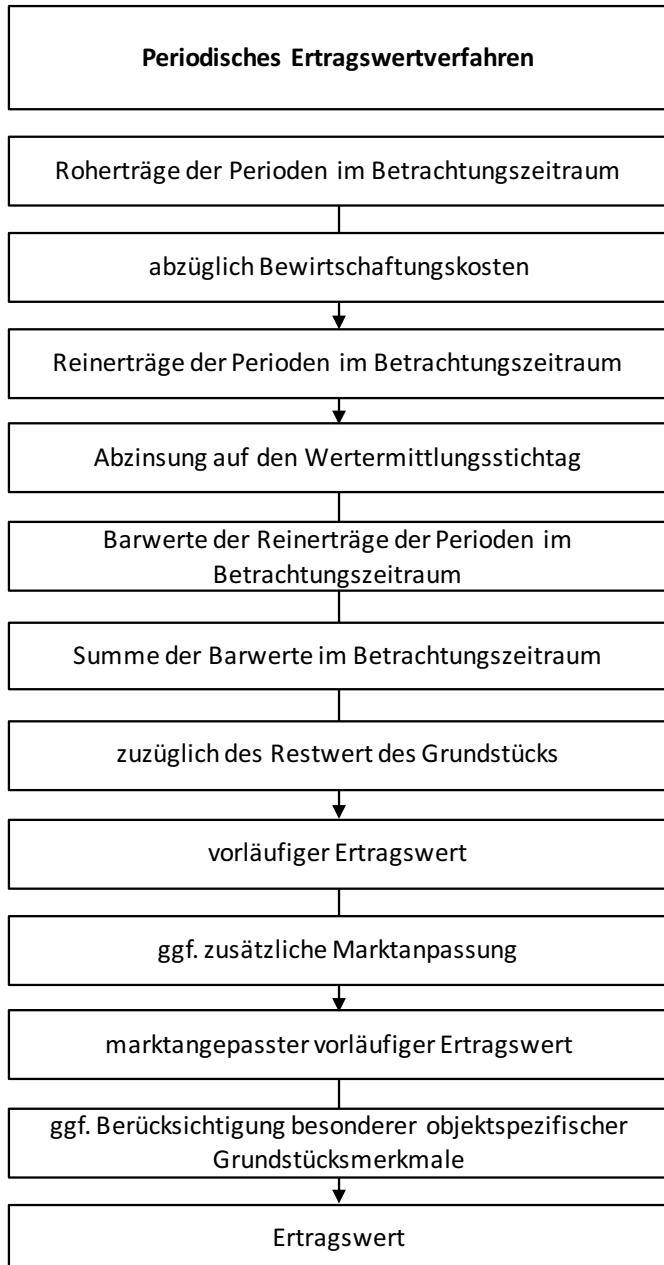 Periodisches Ertragswertverfahren
Roherträge der Perioden im Betrachtungszeitraum
abzüglich Bewirtschaftungskosten
Reinerträge der Perioden im Betrachtungszeitraum
Abzinsung auf den Wertermittlungsstichtag
Barwerte der Reinerträge der Perioden im
Betrachtungszeitraum
Summe der Barwerte im Betrachtungszeitraum
zuzüglich des Restwert des Grundstücks
vorläufiger Ertragswert
ggf. zusätzliche Marktanpassung
marktangepasster vorläufiger Ertragswert
ggf. Berücksichtigung besonderer objektspezifischer
Grundstücksmerkmale
Ertragswert